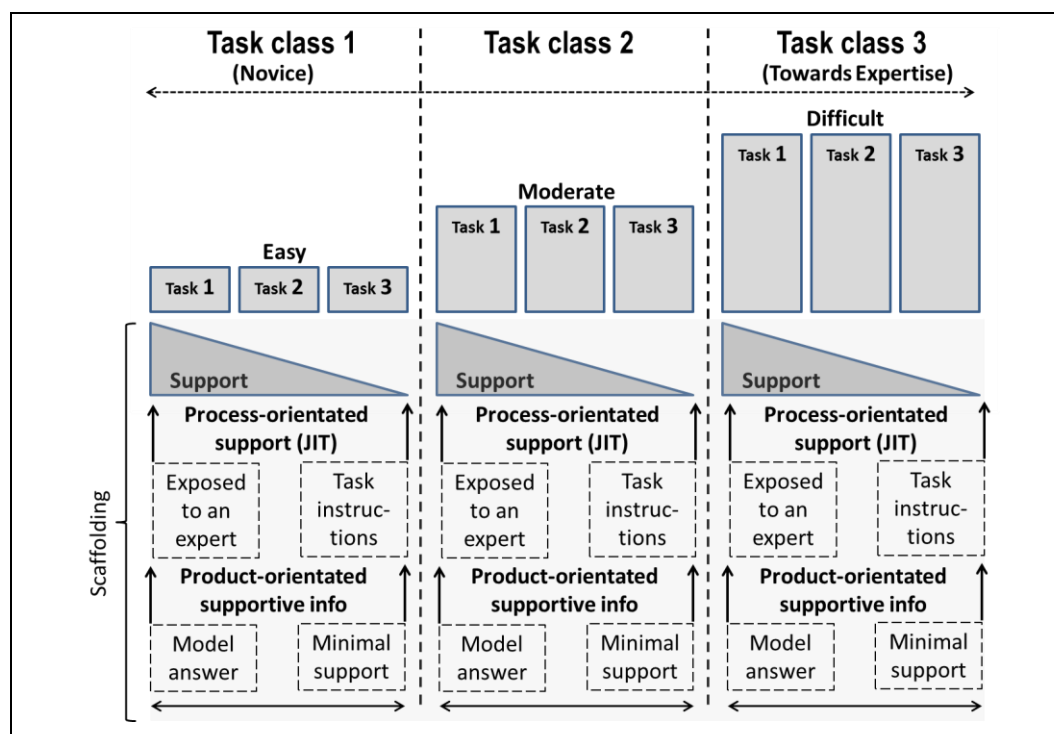 Task class 1
(Novice)
Task class 2
Task class 3
(Towards Expertise)
Easy
Task 1
Task 2
Task 3
Moderate
Task 1
Task 2
Task 3
Difficult
Task 1
Task 2
Task 3
Scaffolding
Support
Process-orientated
support (JIT)
Exposed
to an
expert
Task
instruc-
tions
Product-orientated
supportive info
Model
answer
Minimal
support
Support
Process-orientated
support (JIT)
Exposed
to an
expert
Task
instruc-
tions
Product-orientated
supportive info
Model
answer
Minimal
support
Support
Process-orientated
support (JIT)
Exposed
to an
expert
Task
instruc-
tions
Product-orientated
supportive info
Model
answer
Minimal
support